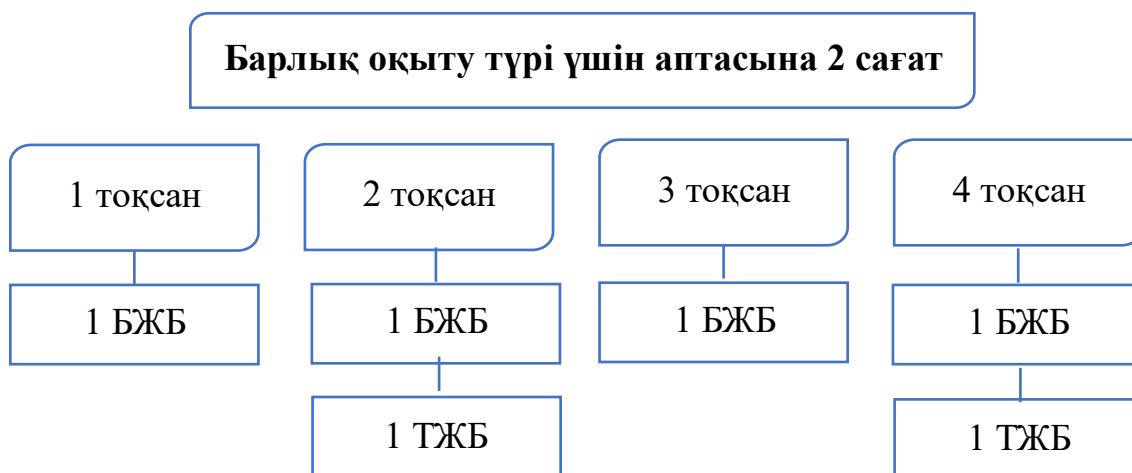 Барлық оқыту түрі үшін аптасына 2 сағат
1 тоқсан
2 тоқсан
3 тоқсан
4 тоқсан
1 БЖБ
1 БЖБ
1 БЖБ
1 БЖБ
1 ТЖБ
1 ТЖБ